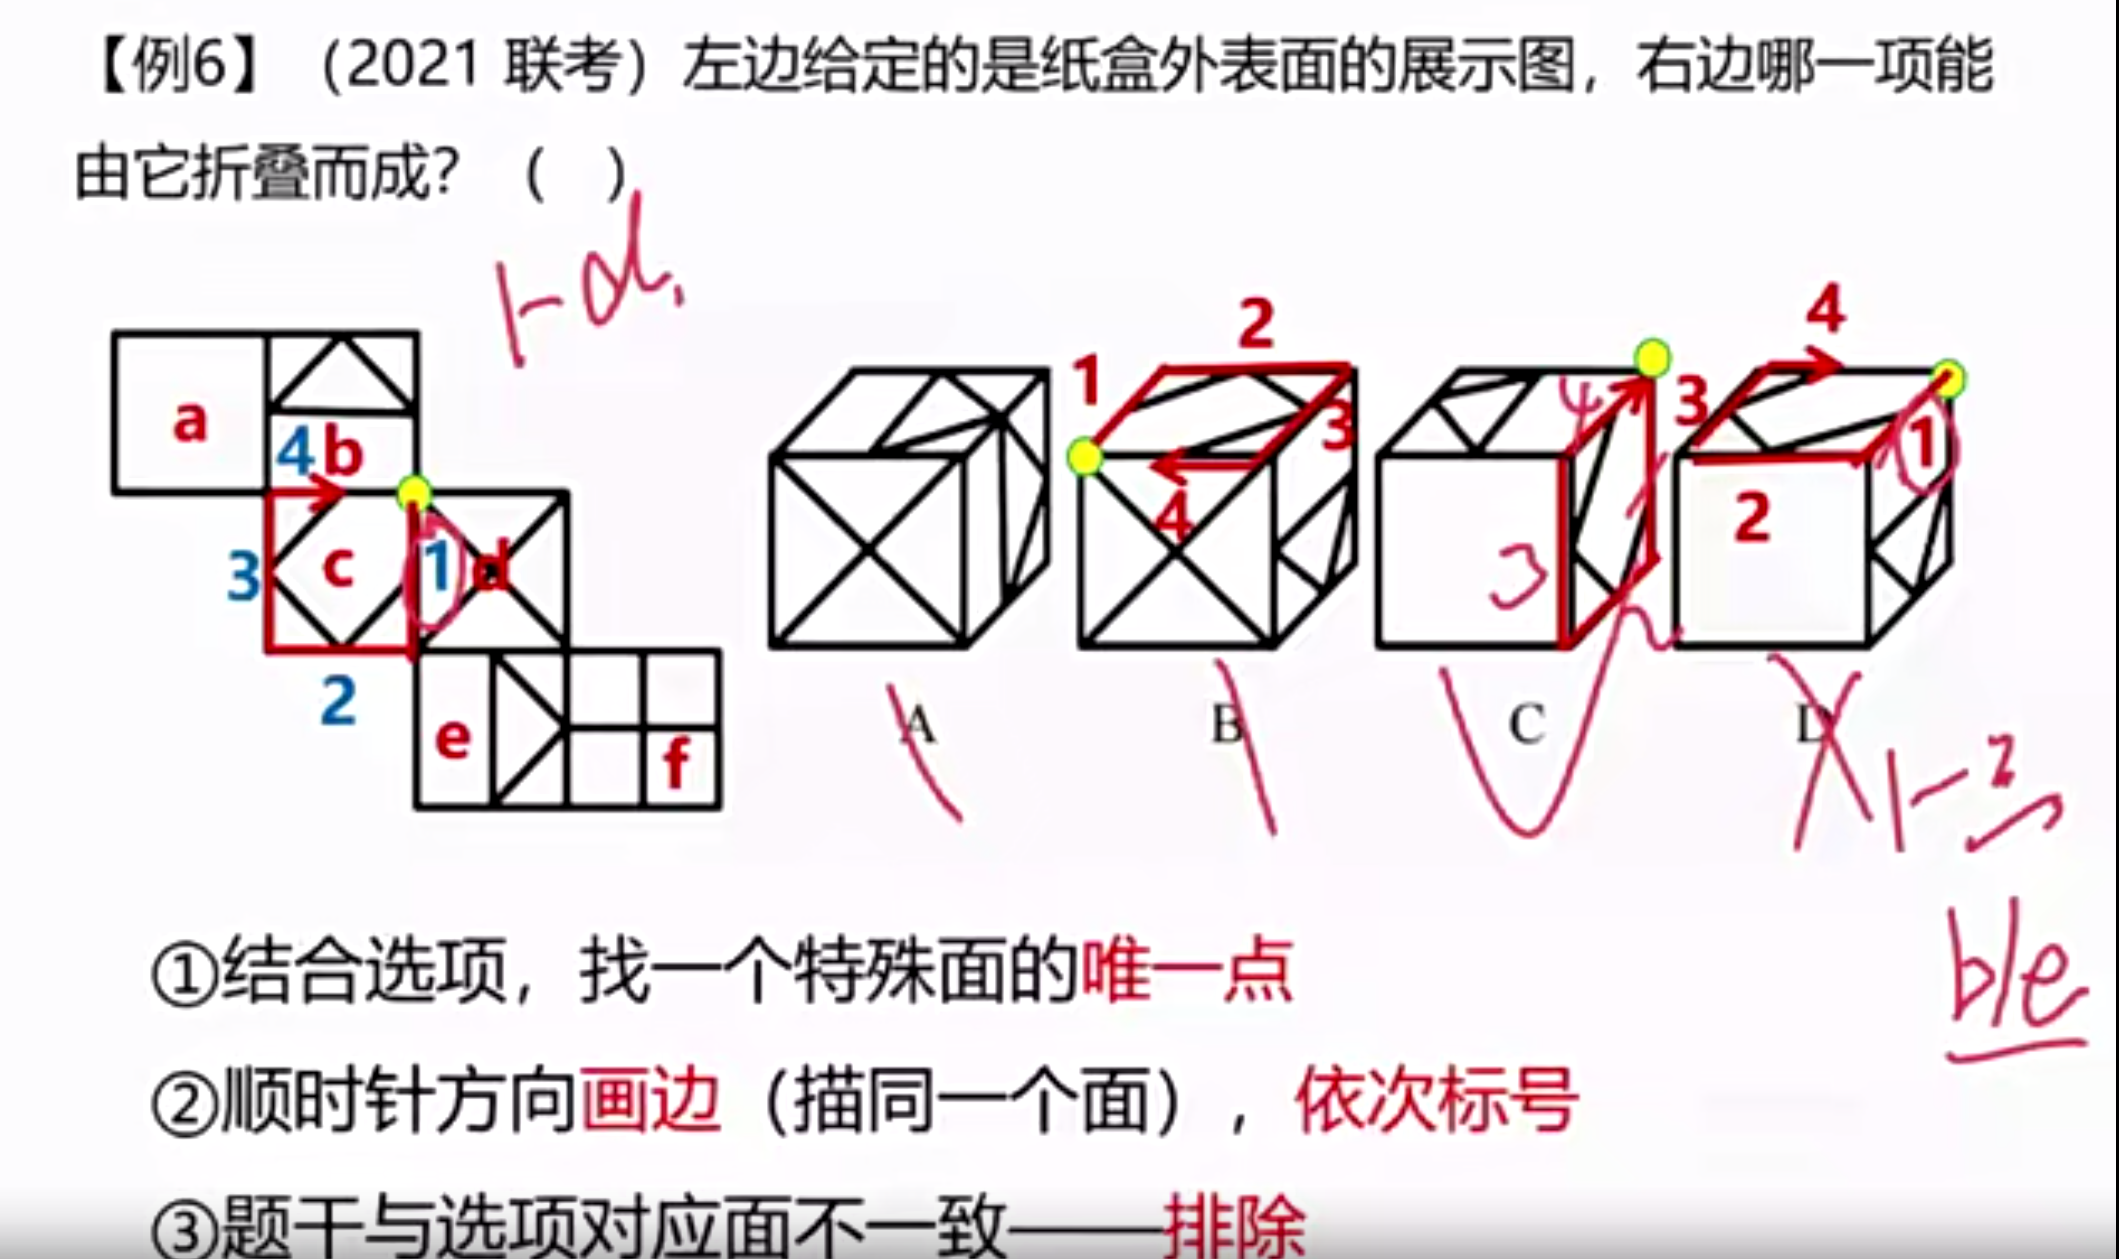 【例6】（2021 联考）左边给定的是纸盒外表面的展示图，右边哪一项能
由它折叠而成？（ ）
1-d
a
4 b
3 c 1 d
2
e f
1 2 3 4
4 3 2
4 3 1 2
A B C D
1-2
b/e
①结合选项，找一个特殊面的唯一点
②顺时针方向画边（描同一个面），依次标号
③题干与选项对应面不一致——排除